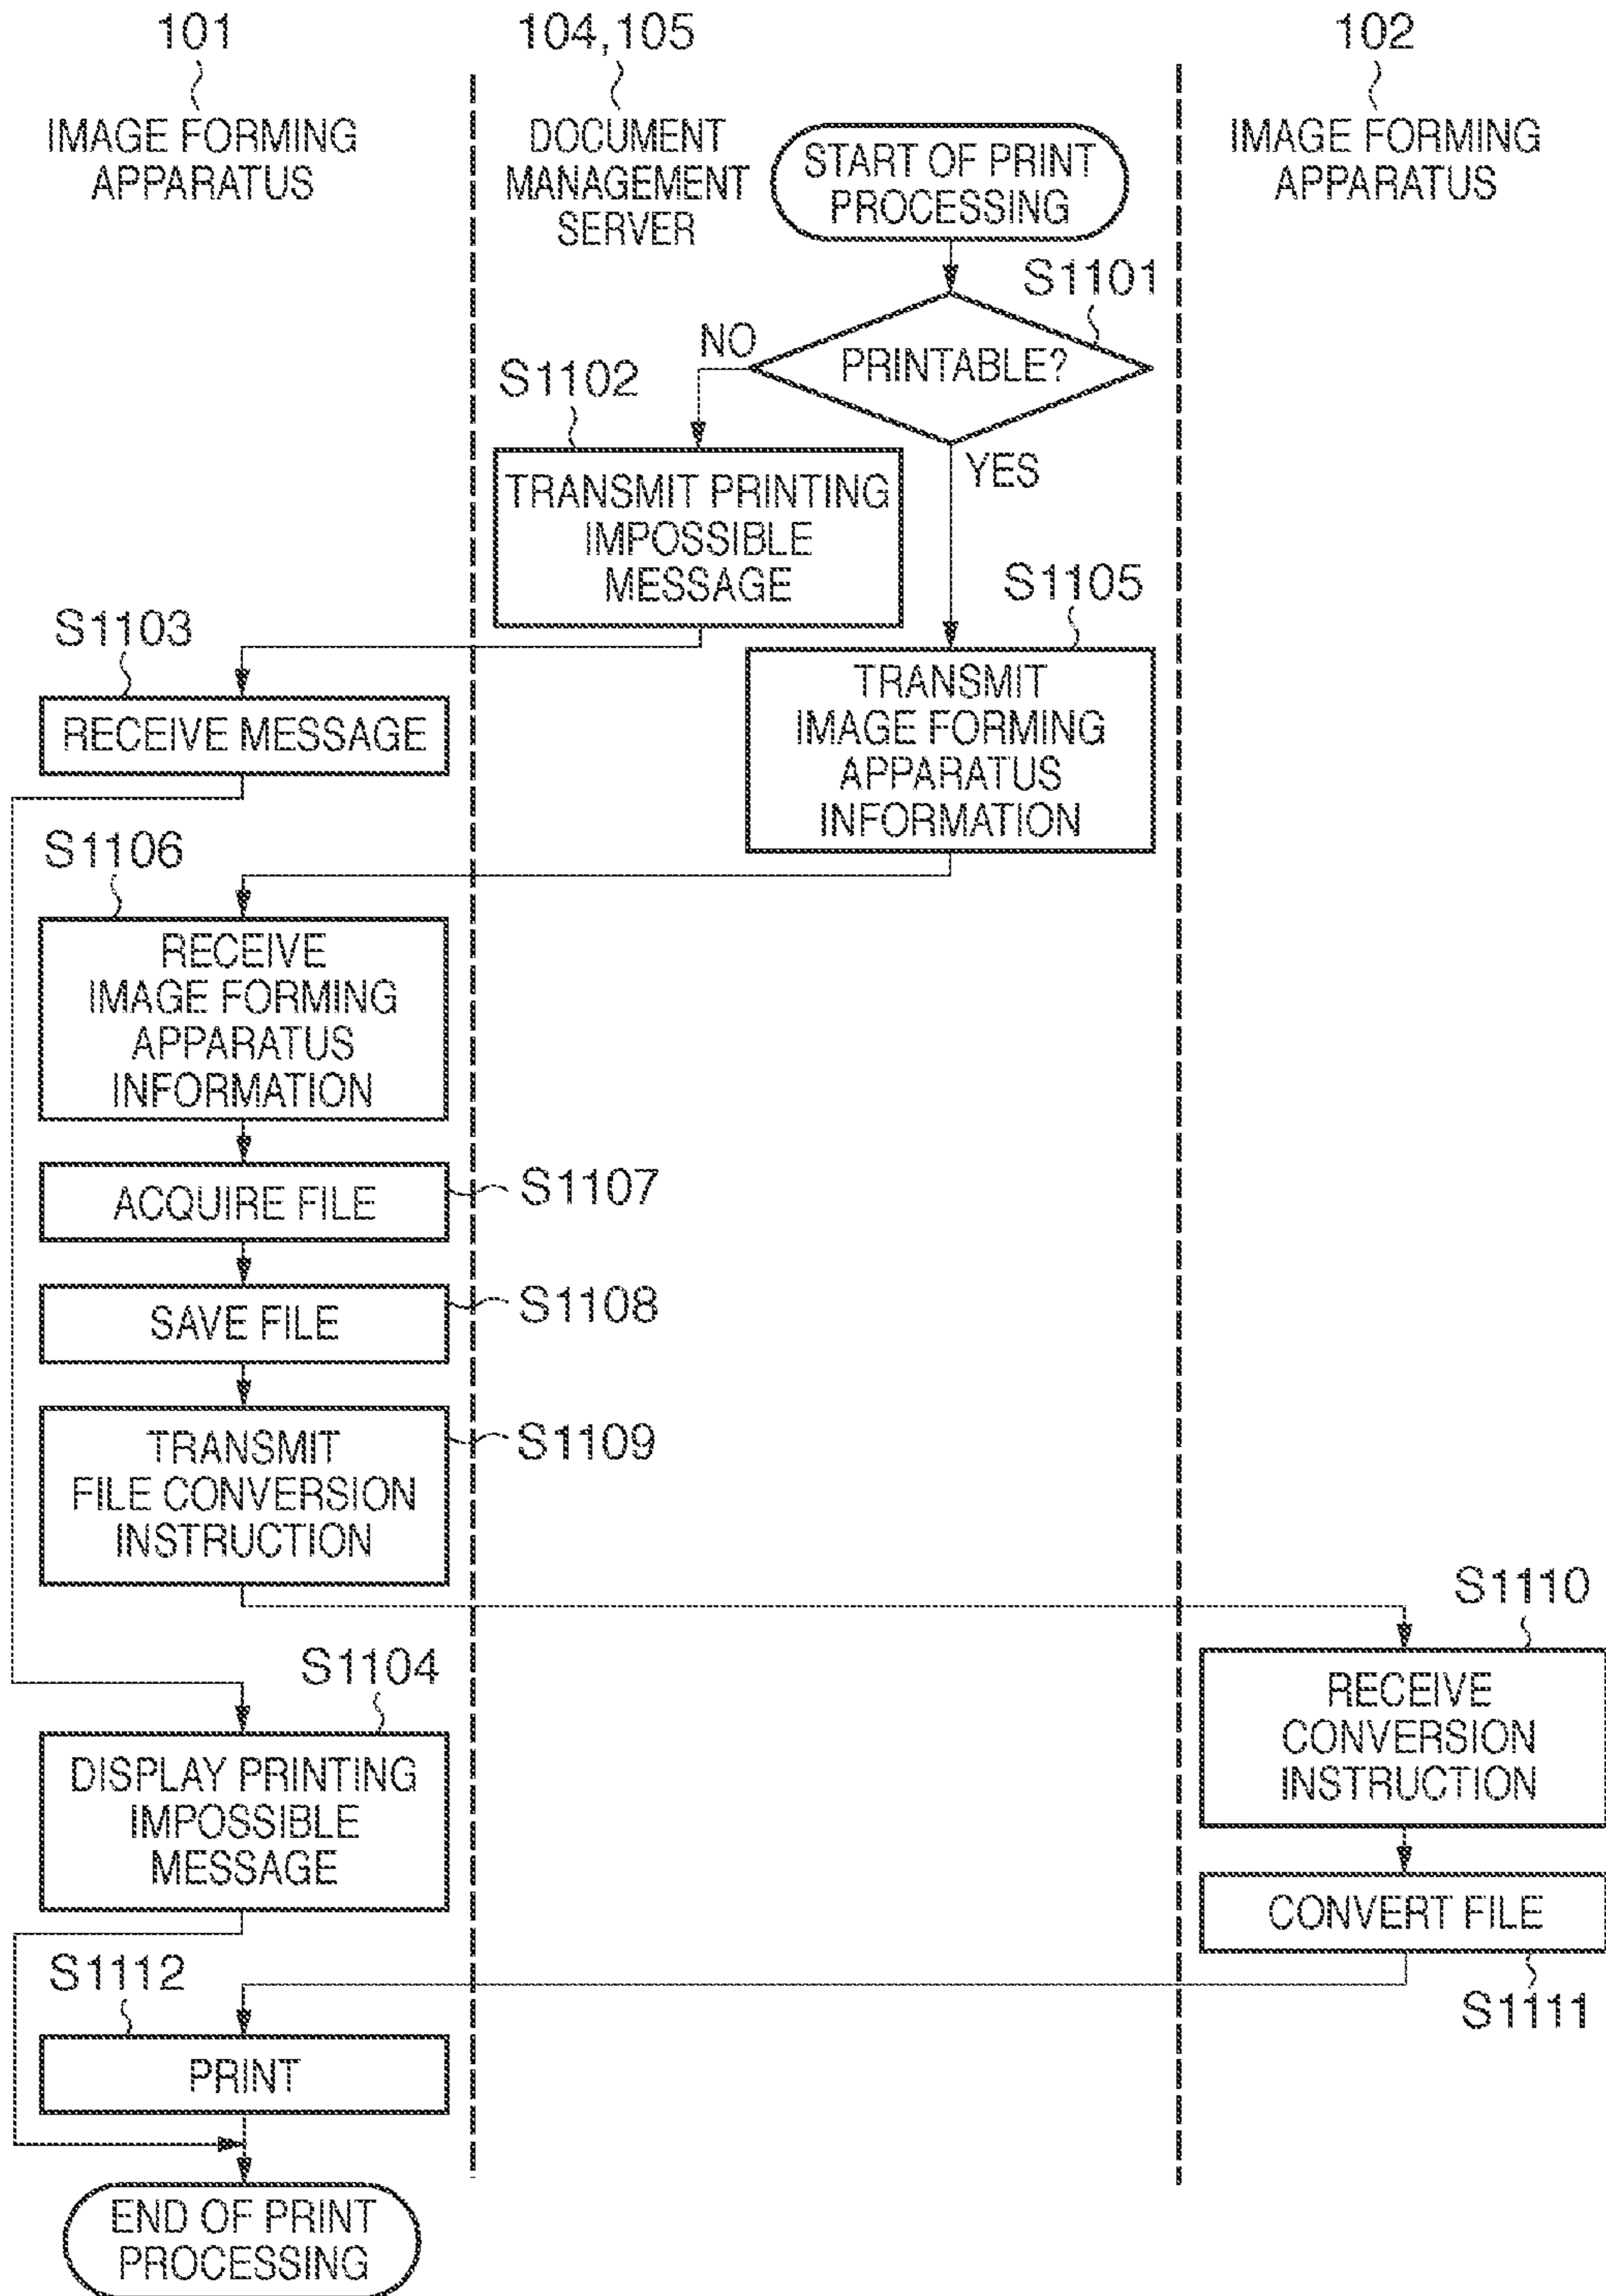 101
IMAGE FORMING
APPARATUS
104,105
DOCUMENT
MANAGEMENT
SERVER
102
IMAGE FORMING
APPARATUS
START OF PRINT
PROCESSING
S1101
PRINTABLE?
NO
YES
S1102
TRANSMIT PRINTING
IMPOSSIBLE
MESSAGE
S1103
RECEIVE MESSAGE
S1105
TRANSMIT
IMAGE FORMING
APPARATUS
INFORMATION
S1106
RECEIVE
IMAGE FORMING
APPARATUS
INFORMATION
ACQUIRE FILE
S1107
SAVE FILE
S1108
TRANSMIT
FILE CONVERSION
INSTRUCTION
S1109
S1110
RECEIVE
CONVERSION
INSTRUCTION
S1104
DISPLAY PRINTING
IMPOSSIBLE
MESSAGE
CONVERT FILE
S1111
S1112
PRINT
END OF PRINT
PROCESSING